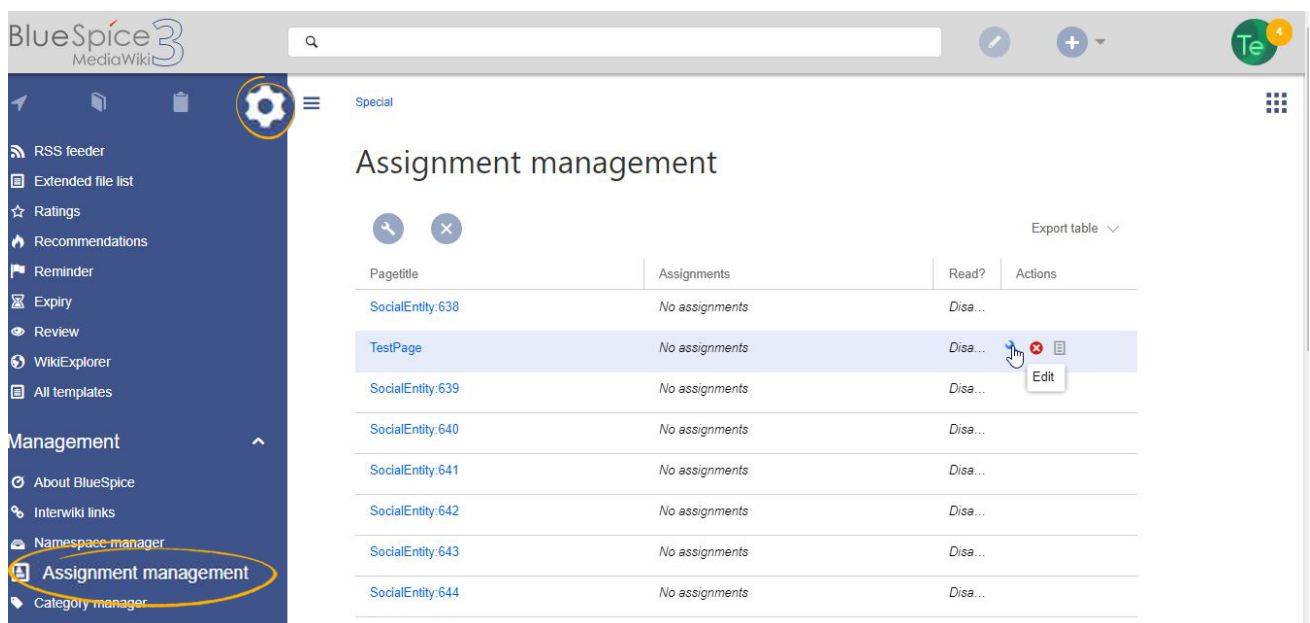 BlueSpice 3
MediaWiki
Te
4
Special
RSS feeder
Extended file list
Ratings
Recommendations
Reminder
Expiry
Review
WikiExplorer
All templates
Management
About BlueSpice
Interwiki links
Namespace manager
Assignment management
Category manager
Assignment management
Export table
Pagetitle Assignments Read? Actions
SocialEntity:638 No assignments Disa...
TestPage No assignments Disa...
Edit
SocialEntity:639 No assignments Disa...
SocialEntity:640 No assignments Disa...
SocialEntity:641 No assignments Disa...
SocialEntity:642 No assignments Disa...
SocialEntity:643 No assignments Disa...
SocialEntity:644 No assignments Disa...